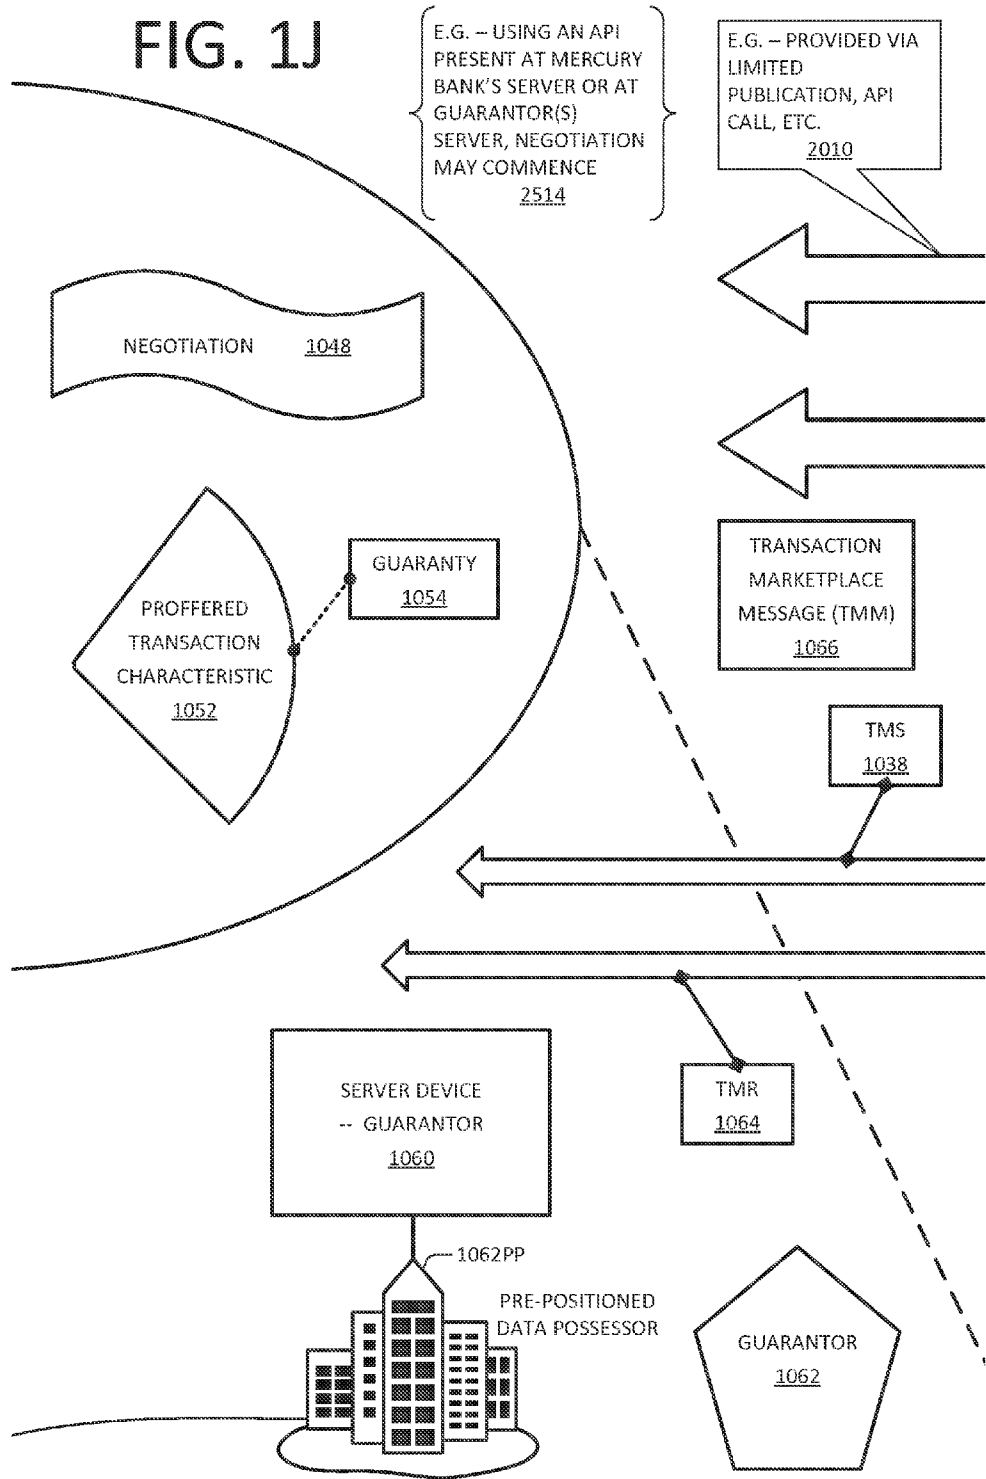 FIG. 1J
E.G. – USING AN API
PRESENT AT MERCURY
BANK'S SERVER OR AT
GUARANTOR(S)
SERVER, NEGOTIATION
MAY COMMENCE
2514
E.G. – PROVIDED VIA
LIMITED
PUBLICATION, API
CALL, ETC.
2010
NEGOTIATION 1048
GUARANTY
1054
PROFFERED
TRANSACTION
CHARACTERISTIC
1052
TRANSACTION
MARKETPLACE
MESSAGE (TMM)
1066
TMS
1038
SERVER DEVICE
-- GUARANTOR
1060
TMR
1064
1062PP
PRE-POSITIONED
DATA POSSESSOR
GUARANTOR
1062